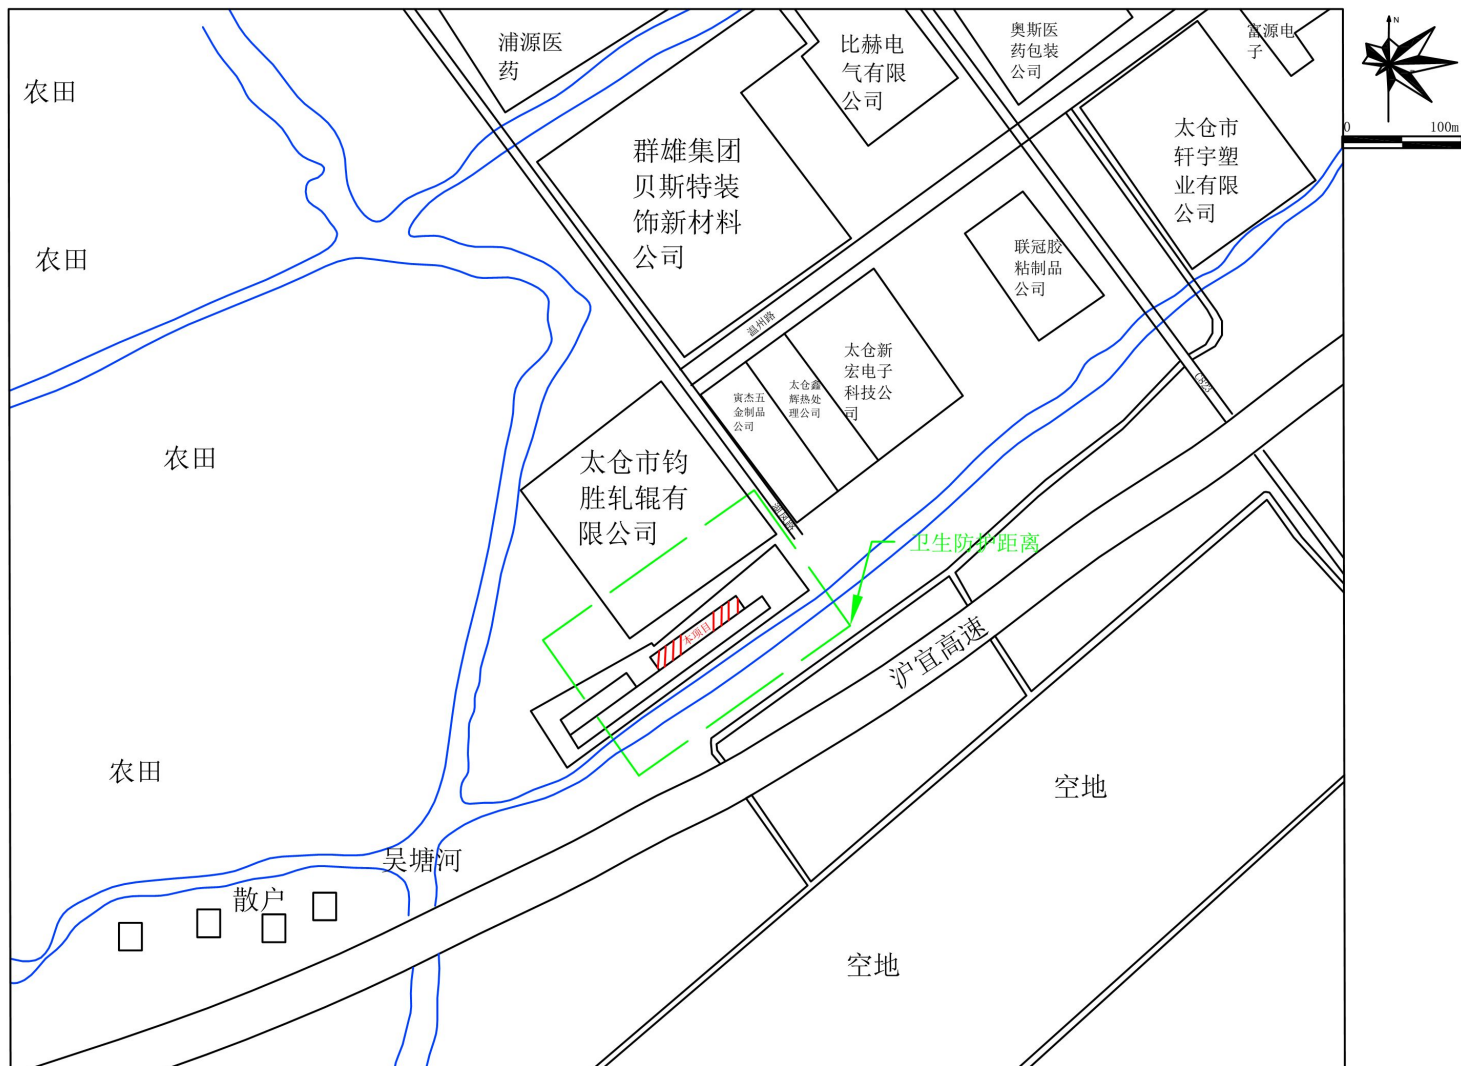 浦源医
药
比赫电
气有限
公司
奥斯医
药包装
公司
富源电
子
N
0 100m
农田
群雄集团
贝斯特装
饰新材料
公司
太仓市
轩宇塑
业有限
公司
农田
联冠胶
粘制品
公司
温州路
太仓新
宏电子
科技公
司
太仓鑫
辉热处
理公司
寅杰五
金制品
公司
C823
农田
太仓市钧
胜轧辊有
限公司
卫生防护距离
本项目
沪宜高速
农田
空地
吴塘河
散户
空地